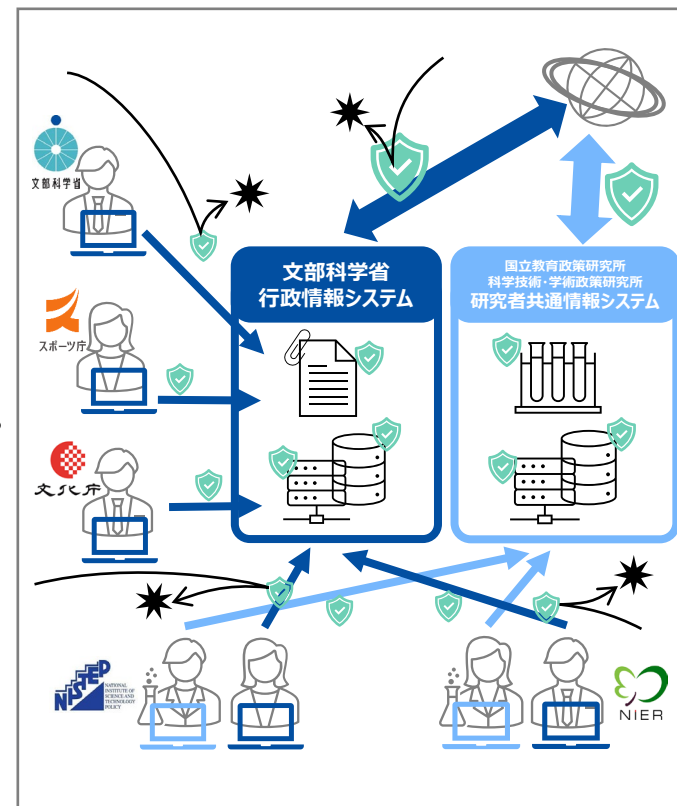 文部科学省
スポーツ庁
文化庁
文部科学省
行政情報システム
国立教育政策研究所
科学技術・学術政策研究所
研究者共通情報システム
NISTEP
NATIONAL
INSTITUTE OF
SCIENCE AND
TECHNOLOGY
POLICY
NIER